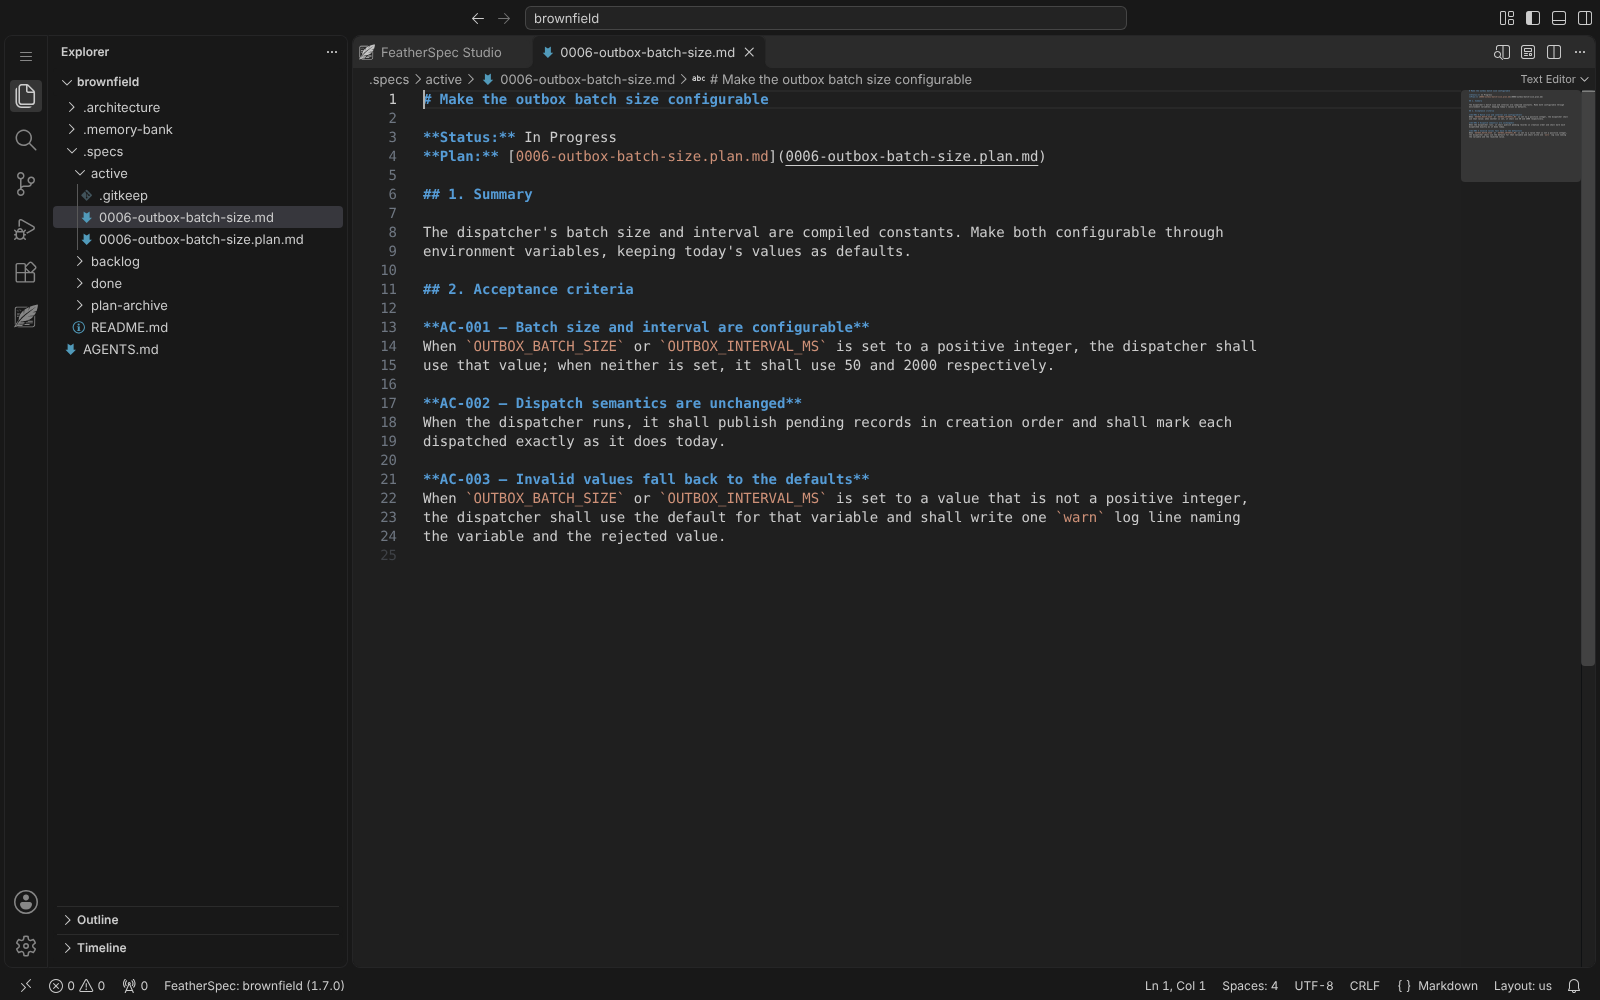 brownfield
Explorer
brownfield
.architecture
.memory-bank
.specs
active
.gitkeep
0006-outbox-batch-size.md
0006-outbox-batch-size.plan.md
backlog
done
plan-archive
README.md
AGENTS.md
Outline
Timeline
FeatherSpec Studio
0006-outbox-batch-size.md
.specs > active > 0006-outbox-batch-size.md > abc # Make the outbox batch size configurable
Text Editor
1 # Make the outbox batch size configurable
2
3 **Status:** In Progress
4 **Plan:** [0006-outbox-batch-size.plan.md](0006-outbox-batch-size.plan.md)
5
6 ## 1. Summary
7
8 The dispatcher's batch size and interval are compiled constants. Make both configurable through
9 environment variables, keeping today's values as defaults.
10
11 ## 2. Acceptance criteria
12
13 **AC-001 — Batch size and interval are configurable**
14 When `OUTBOX_BATCH_SIZE` or `OUTBOX_INTERVAL_MS` is set to a positive integer, the dispatcher shall
15 use that value; when neither is set, it shall use 50 and 2000 respectively.
16
17 **AC-002 — Dispatch semantics are unchanged**
18 When the dispatcher runs, it shall publish pending records in creation order and shall mark each
19 dispatched exactly as it does today.
20
21 **AC-003 — Invalid values fall back to the defaults**
22 When `OUTBOX_BATCH_SIZE` or `OUTBOX_INTERVAL_MS` is set to a value that is not a positive integer,
23 the dispatcher shall use the default for that variable and shall write one `warn` log line naming
24 the variable and the rejected value.
25
0 0 0 FeatherSpec: brownfield (1.7.0)
Ln 1, Col 1 Spaces: 4 UTF-8 CRLF { } Markdown Layout: us